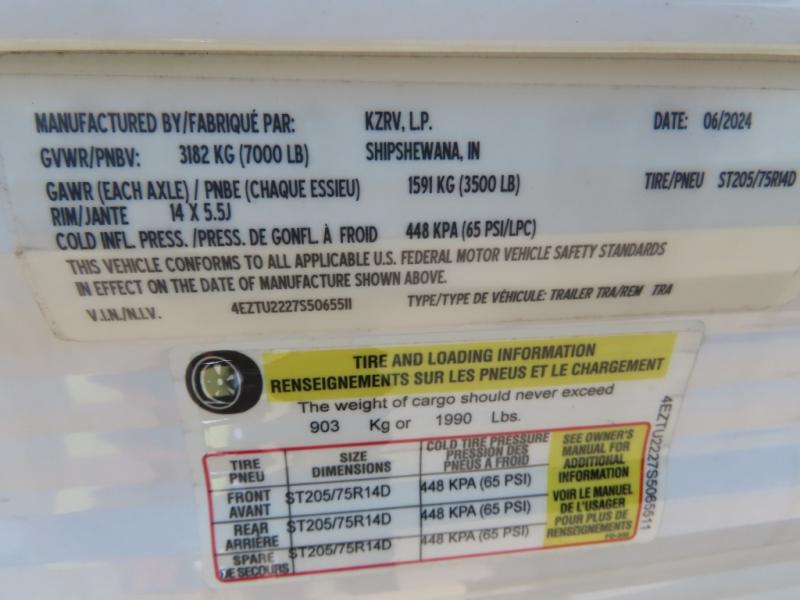 MANUFACTURED BY/FABRIQUÉ PAR: KZRV, L.P. DATE: 06/2024
GVWR/PNBV: 3182 KG (7000 LB) SHIPSHEWANA, IN
GAWR (EACH AXLE) / PNBE (CHAQUE ESSIEU) 1591 KG (3500 LB) TIRE/PNEU ST205/75R14D
RIM/JANTE 14 X 5.5J
COLD INFL. PRESS. /PRESS. DE GONFL. À FROID 448 KPA (65 PSI/LPC)
THIS VEHICLE CONFORMS TO ALL APPLICABLE U.S. FEDERAL MOTOR VEHICLE SAFETY STANDARDS
IN EFFECT ON THE DATE OF MANUFACTURE SHOWN ABOVE.
V.I.N./N.I.V. 4EZTU2227S5065511 TYPE/TYPE DE VÉHICULE: TRAILER TRA/REM TRA
TIRE AND LOADING INFORMATION
RENSEIGNEMENTS SUR LES PNEUS ET LE CHARGEMENT
The weight of cargo should never exceed
903 Kg or 1990 Lbs.
TIRE
PNEU
SIZE
DIMENSIONS
COLD TIRE PRESSURE
PRESSION DES
PNEUS A FROID
FRONT
AVANT
ST205/75R14D
448 KPA (65 PSI)
REAR
ARRIÈRE
ST205/75R14D
448 KPA (65 PSI)
SPARE
DE SECOURS
ST205/75R14D
448 KPA (65 PSI)
SEE OWNER'S
MANUAL FOR
ADDITIONAL
INFORMATION
VOIR LE MANUEL
DE L'USAGER
POUR PLUS DE
RENSEIGNEMENTS
4EZTU2227S5065511